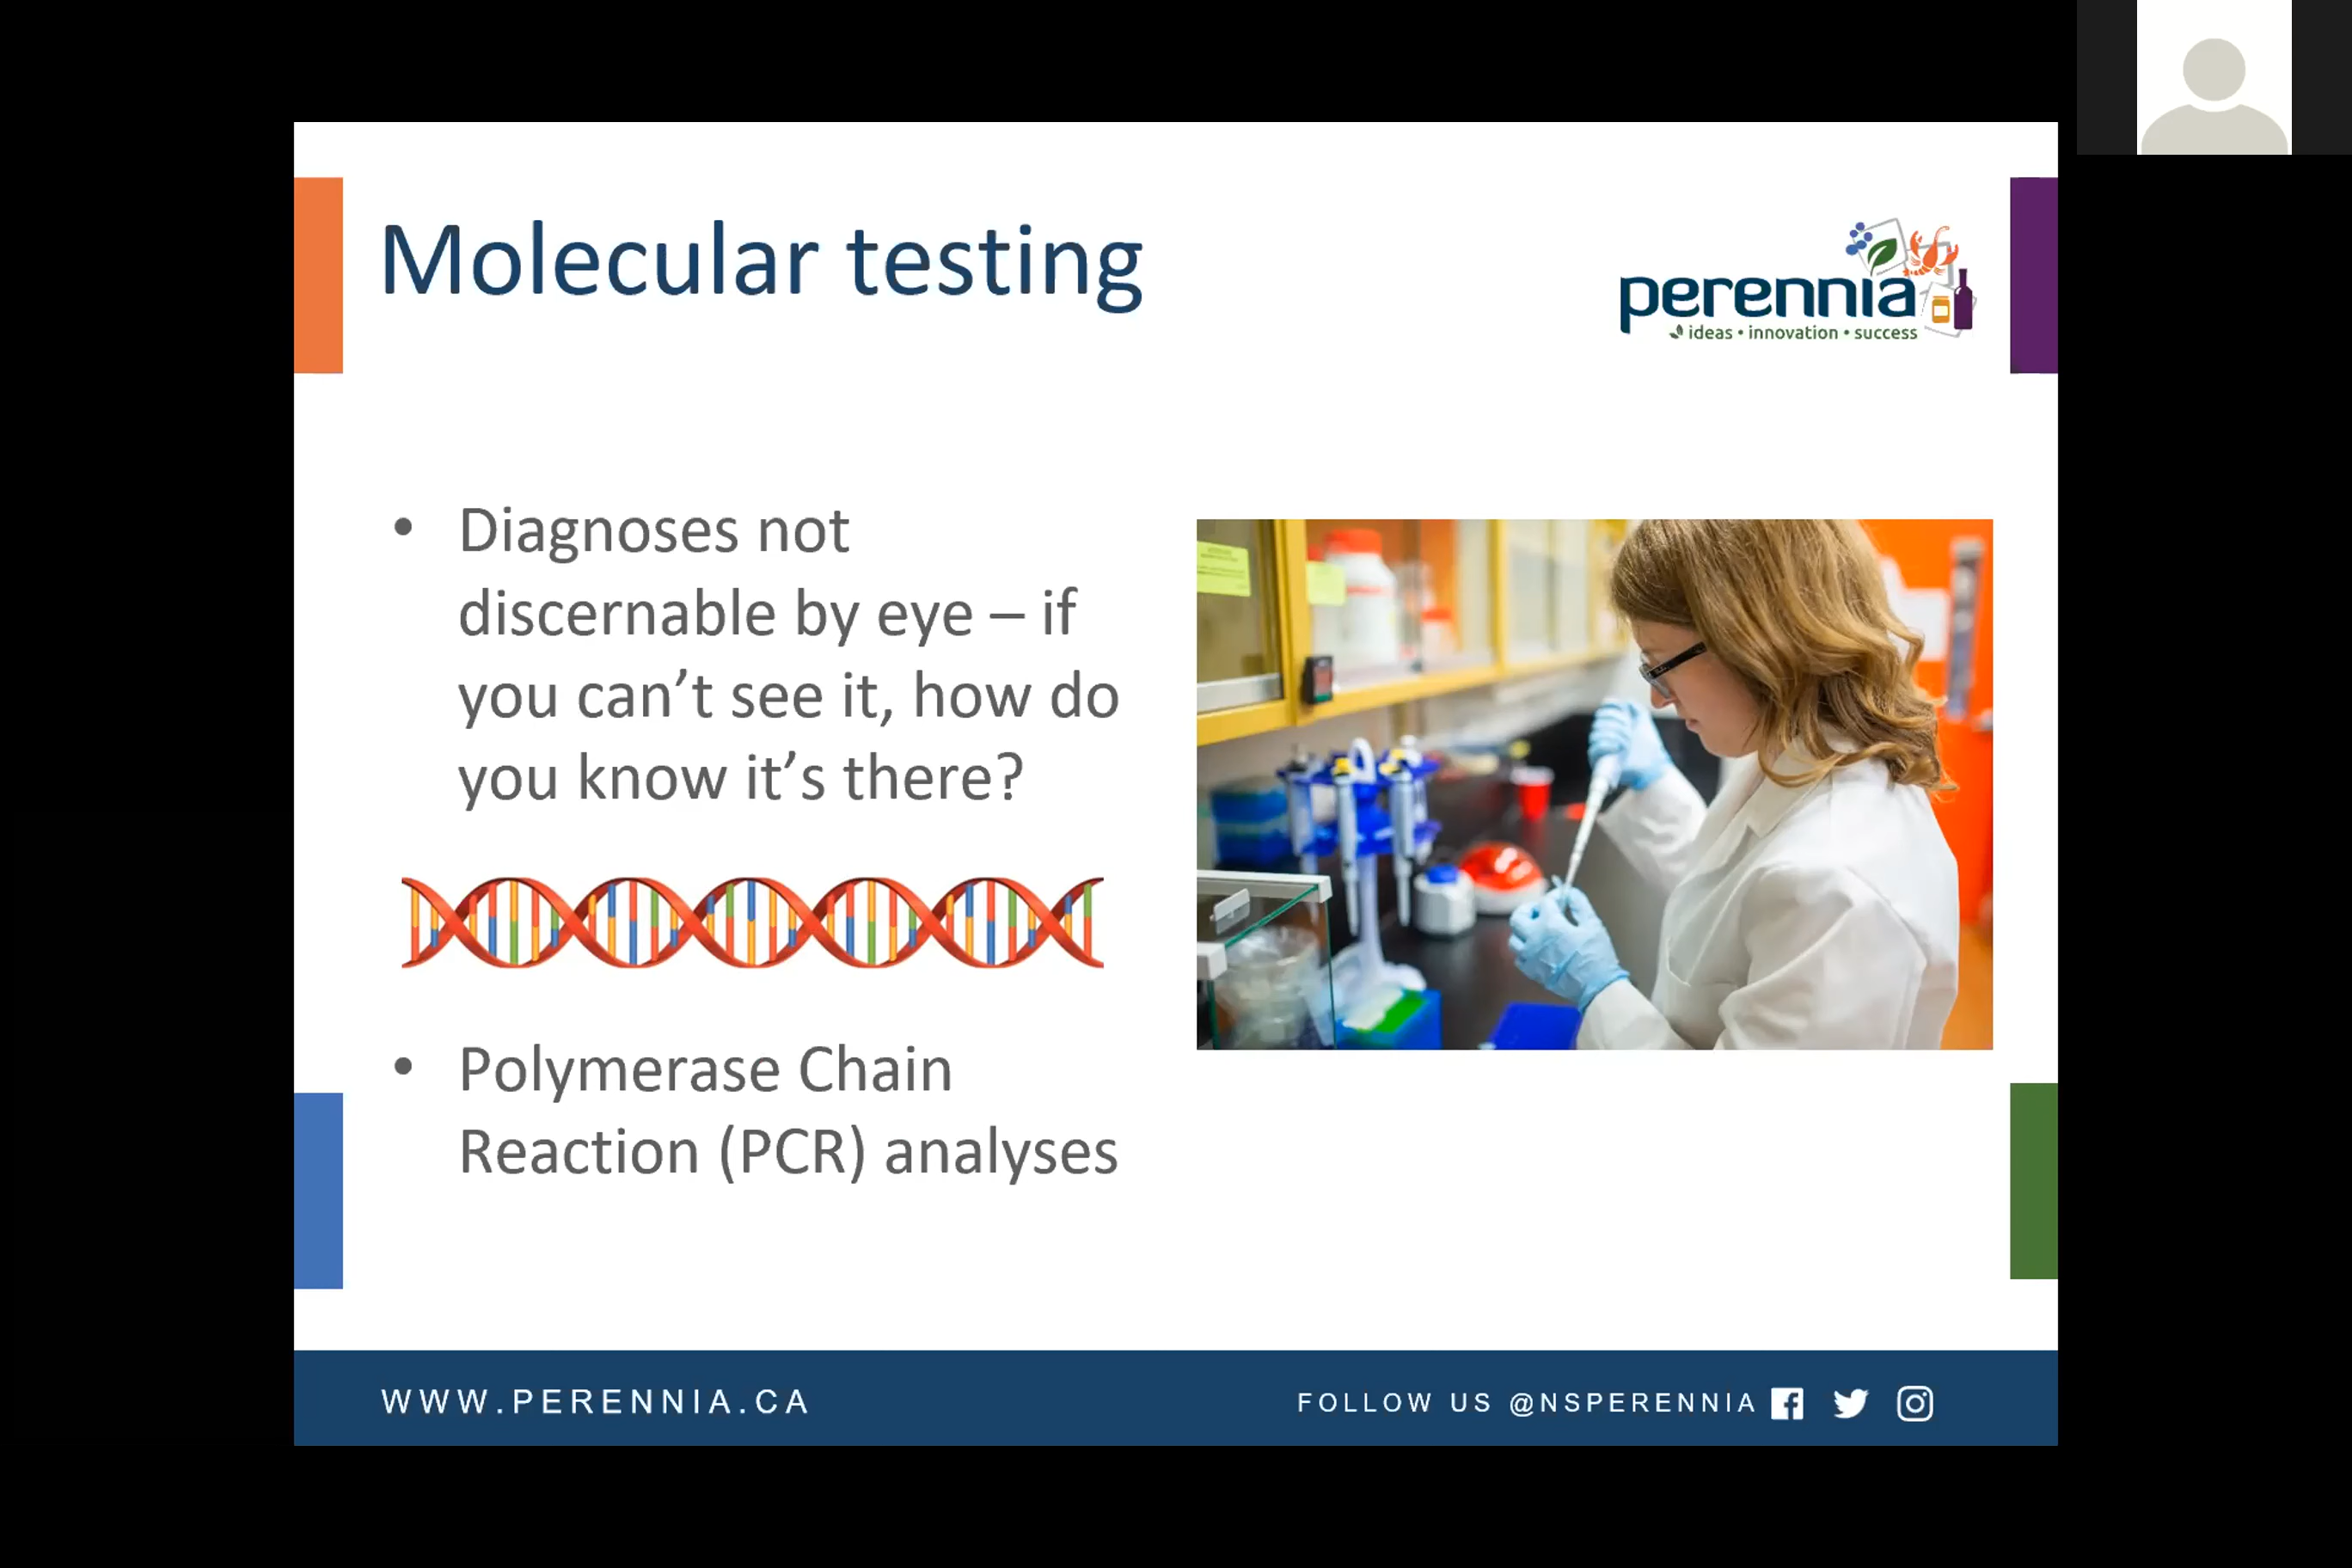 Molecular testing
perennia
ideas • innovation • success
• Diagnoses not
discernable by eye – if
you can't see it, how do
you know it's there?
• Polymerase Chain
Reaction (PCR) analyses
WWW.PERENNIA.CA
FOLLOW US @NSPERENNIA